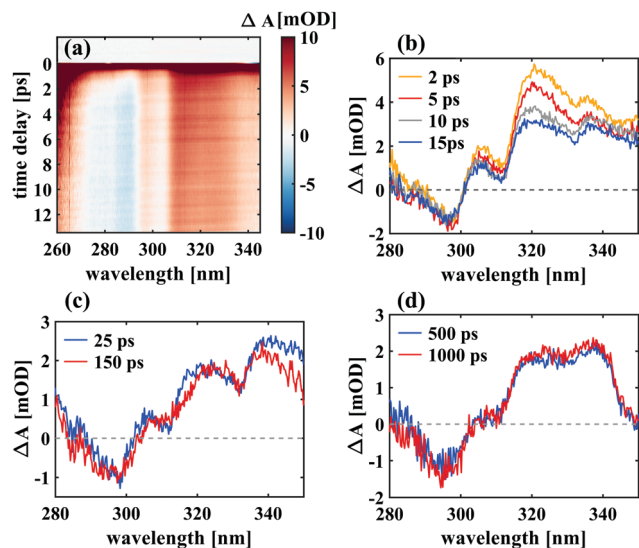 Δ A [mOD]
(a)
0
2
4
6
8
10
12
time delay [ps]
260 280 300 320 340
wavelength [nm]
10
5
0
-5
-10
(b)
2 ps
5 ps
10 ps
15ps
6
4
2
0
-2
ΔA [mOD]
280 300 320 340
wavelength [nm]
(c)
25 ps
150 ps
3
2
1
0
-1
ΔA [mOD]
280 300 320 340
wavelength [nm]
(d)
500 ps
1000 ps
3
2
1
0
-1
2
ΔA [mOD]
280 300 320 340
wavelength [nm]